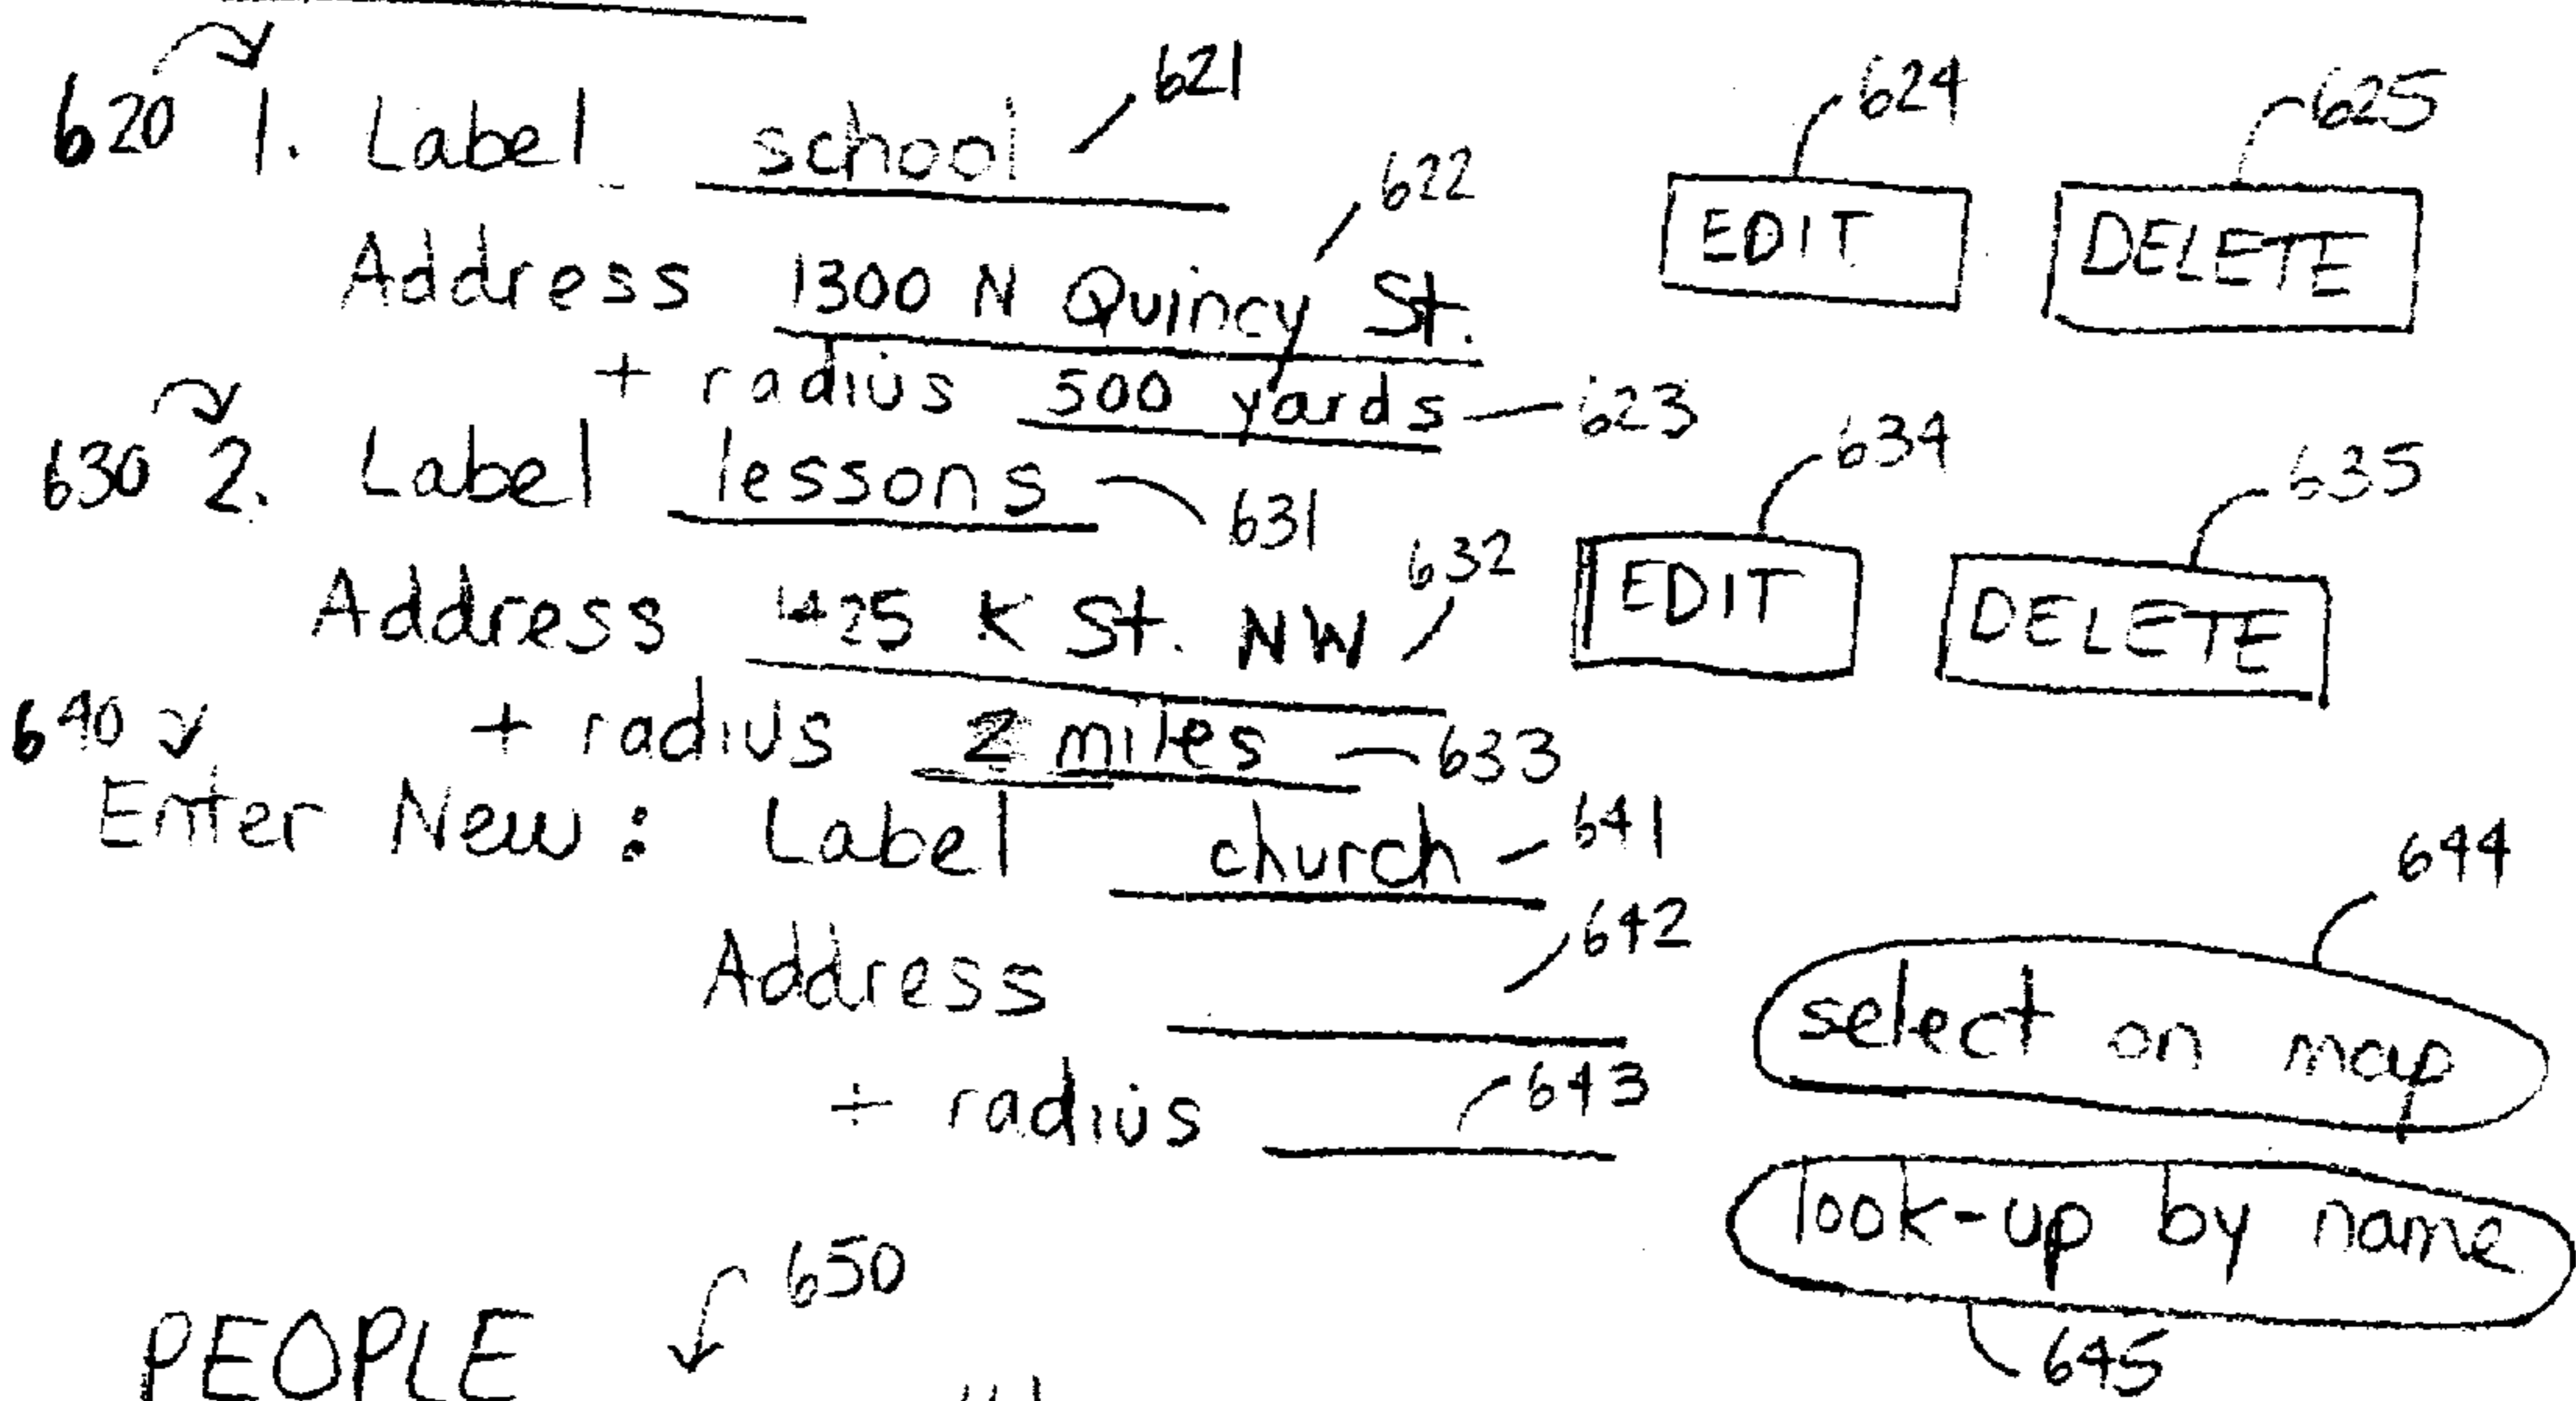 621
624
625
620 1. Label school
622
EDIT DELETE
Address 1300 N Quincy St.
+ radius 500 yards 623
634
635
630 2. Label lessons
631
632
EDIT DELETE
Address 1425 K St. NW
640
+ radius 2 miles 633
Enter New: Label church 641
644
642
Address
select on map
643
+ radius
look-up by name
650
645
PEOPLE